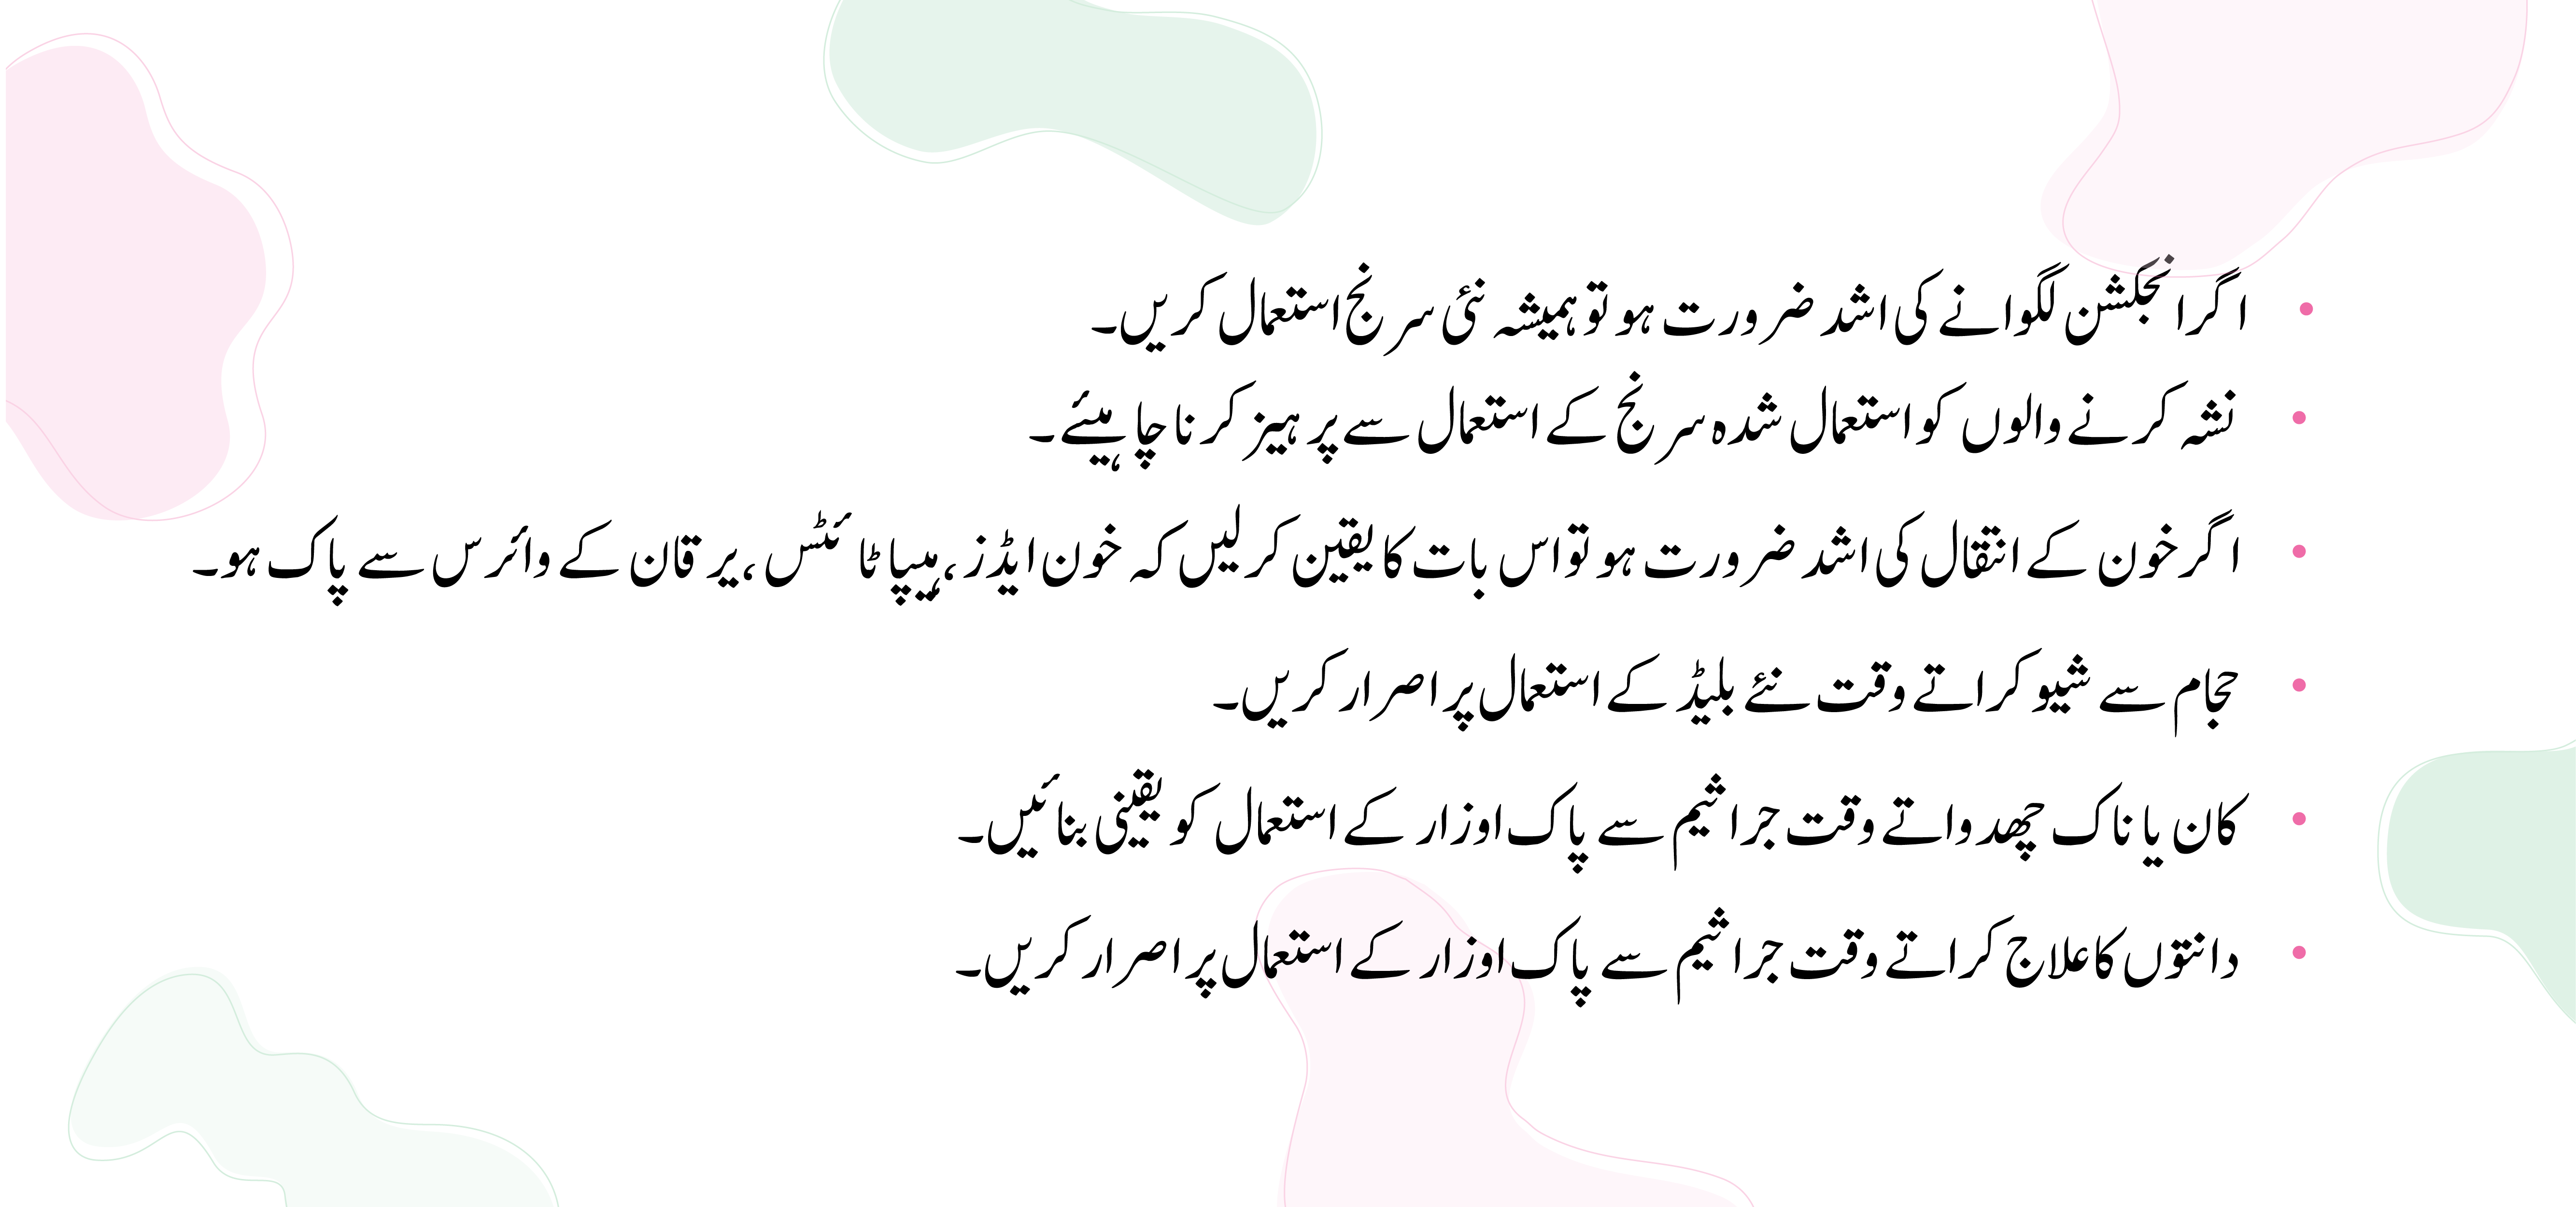 • اگر انجکشن لگوانے کی اشد ضرورت ہو تو ہمیشہ نئی سرنج استعمال کریں۔
• نشہ کرنے والوں کو استعمال شدہ سرنج کے استعمال سے پرہیز کرنا چاہیئے۔
• اگر خون کے انتقال کی اشد ضرورت ہو تو اس بات کا یقین کر لیں کہ خون ایڈز، ہیپاٹائٹس، یرقان کے وائرس سے پاک ہو۔
• حجام سے شیو کراتے وقت نئے بلیڈ کے استعمال پر اصرار کریں۔
• کان یا ناک چھدواتے وقت جراثیم سے پاک اوزار کے استعمال کو یقینی بنائیں۔
• دانتوں کا علاج کراتے وقت جراثیم سے پاک اوزار کے استعمال پر اصرار کریں۔